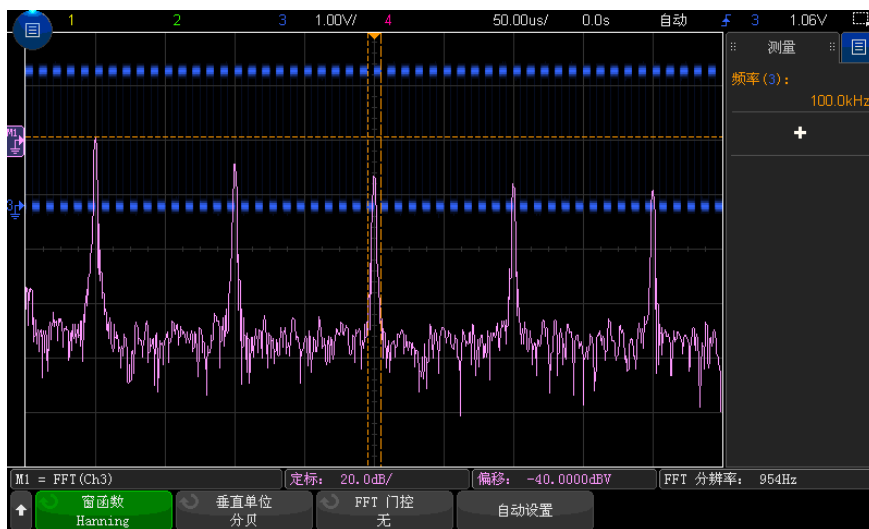 1 2 3 1.00V/ 4 50.00us/ 0.0s 自动 3 1.06V
测量
频率(3):
100.0kHz
+
M1
3
M1 = FFT(Ch3) 定标: 20.0dB/ 偏移: -40.0000dBV FFT 分辨率: 954Hz
窗函数 垂直单位 FFT 门控 自动设置
Hanning 分贝 无